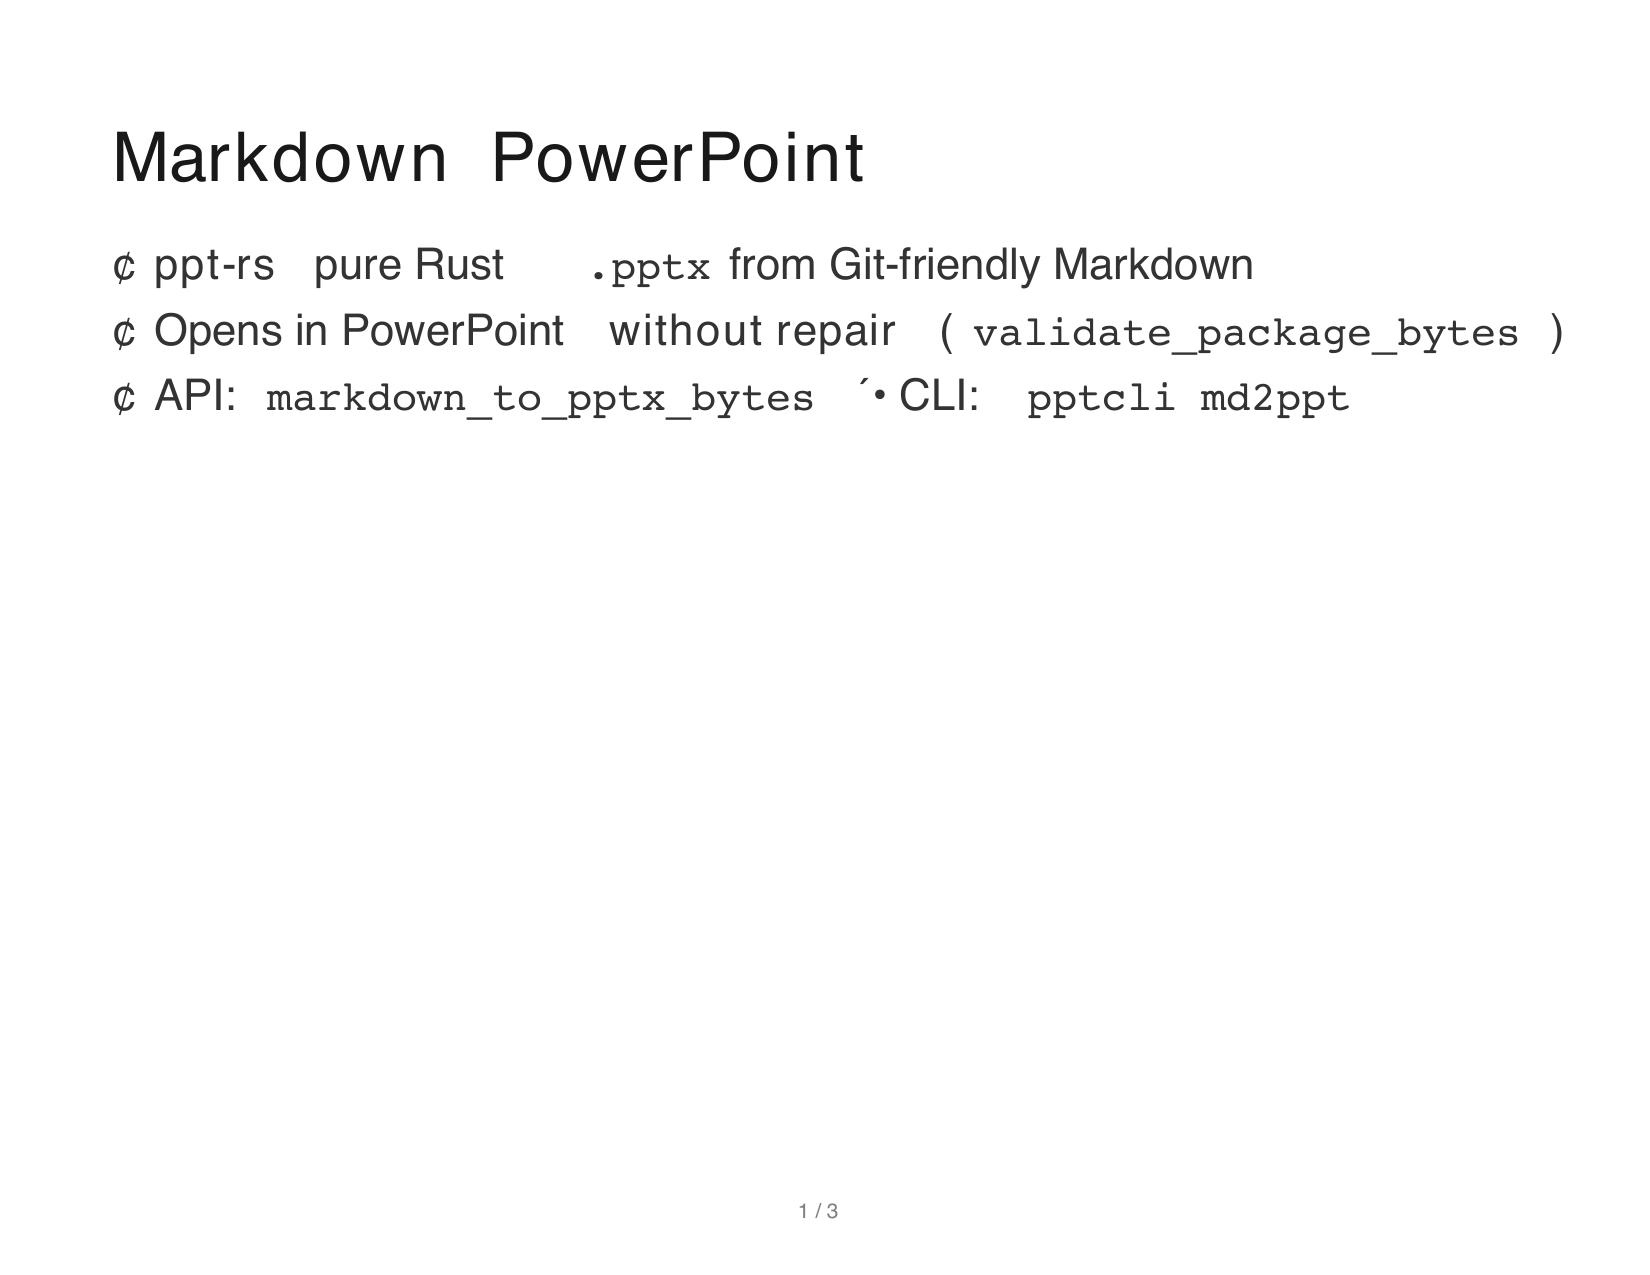 Markdown PowerPoint
¢ ppt-rs pure Rust .pptx from Git-friendly Markdown
¢ Opens in PowerPoint without repair ( validate_package_bytes )
¢ API: markdown_to_pptx_bytes ´• CLI: pptcli md2ppt
1 / 3